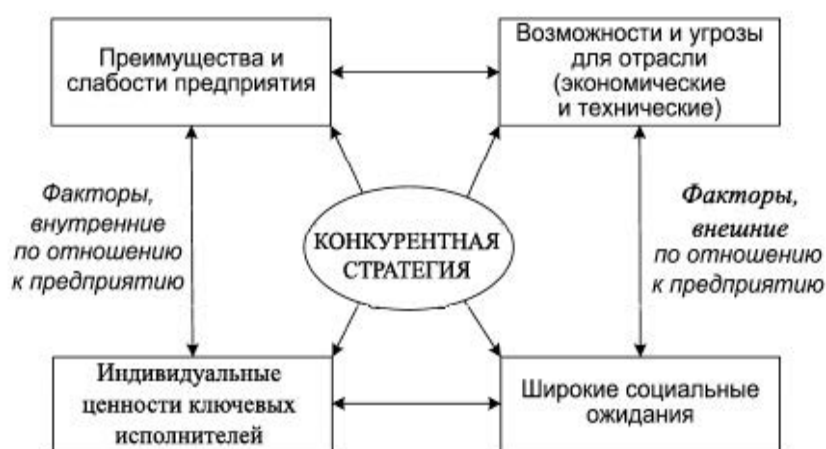 Преимущества и
слабости предприятия
Возможности и угрозы
для отрасли
(экономические
и технические)
Факторы,
внутренние
по отношению
к предприятию
КОНКУРЕНТНАЯ
СТРАТЕГИЯ
Факторы,
внешние
по отношению
к предприятию
Индивидуальные
ценности ключевых
исполнителей
Широкие социальные
ожидания